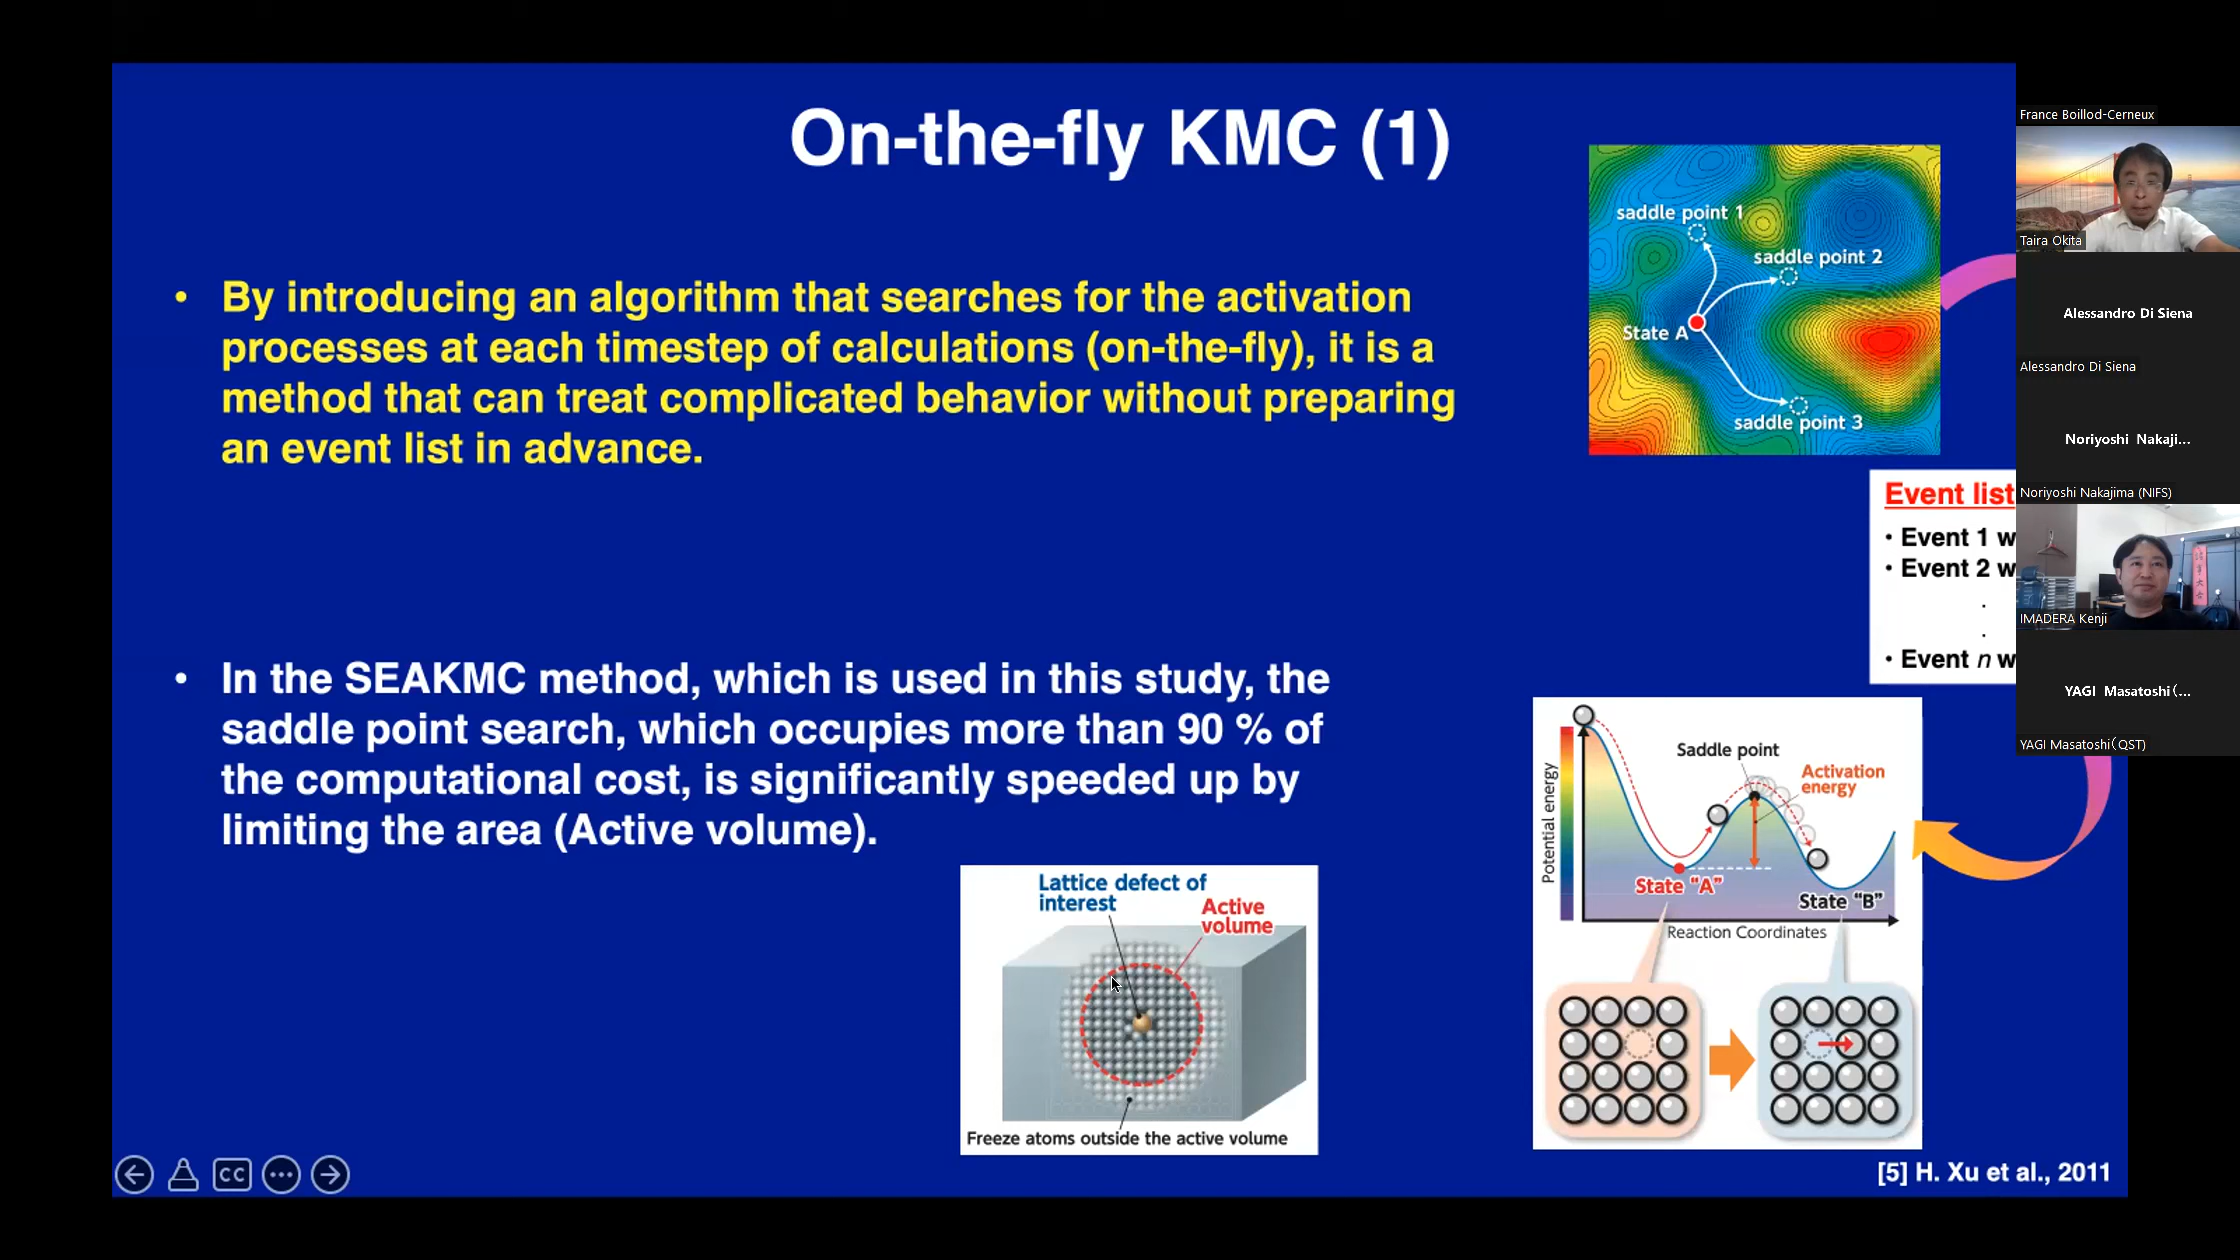 On-the-fly KMC (1)
• By introducing an algorithm that searches for the activation
processes at each timestep of calculations (on-the-fly), it is a
method that can treat complicated behavior without preparing
an event list in advance.
• In the SEAKMC method, which is used in this study, the
saddle point search, which occupies more than 90 % of
the computational cost, is significantly speeded up by
limiting the area (Active volume).
Lattice defect of
interest
Active
volume
Freeze atoms outside the active volume
saddle point 1
saddle point 2
State A
saddle point 3
Event list
• Event 1 w
• Event 2 w
.
.
• Event n w
Potential energy
Saddle point
Activation
energy
State “A”
State “B”
Reaction Coordinates
[5] H. Xu et al., 2011
CC
France Boillod-Cerneux
Taira Okita
Alessandro Di Siena
Alessandro Di Siena
Noriyoshi Nakaji...
Noriyoshi Nakajima (NIFS)
IMADERA Kenji
YAGI Masatoshi（...
YAGI Masatoshi（QST)